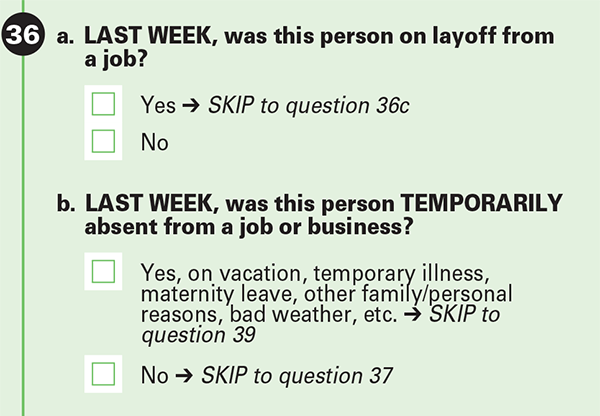 36 a. LAST WEEK, was this person on layoff from
a job?
Yes ➔ SKIP to question 36c
No
b. LAST WEEK, was this person TEMPORARILY
absent from a job or business?
Yes, on vacation, temporary illness,
maternity leave, other family/personal
reasons, bad weather, etc. ➔ SKIP to
question 39
No ➔ SKIP to question 37